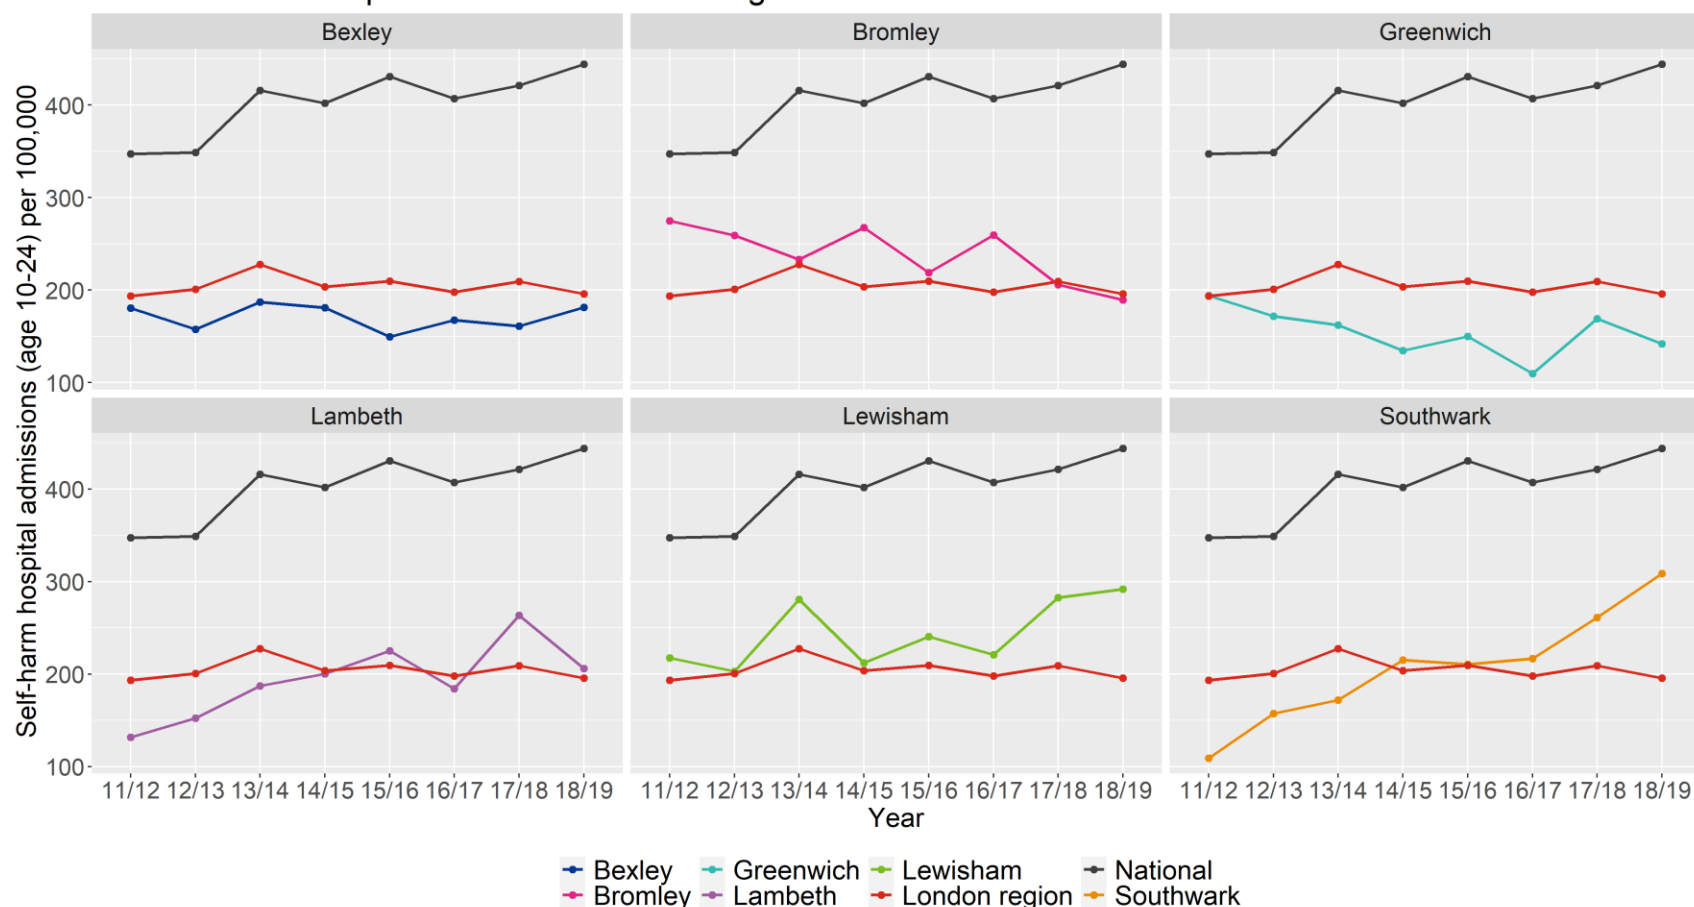 Bexley Bromley Greenwich
400
300
200
100
Lambeth Lewisham Southwark
400
300
200
100
Self-harm hospital admissions (age 10-24) per 100,000
11/12 12/13 13/14 14/15 15/16 16/17 17/18 18/19 11/12 12/13 13/14 14/15 15/16 16/17 17/18 18/19 11/12 12/13 13/14 14/15 15/16 16/17 17/18 18/19
Year
Bexley Greenwich Lewisham National
Bromley Lambeth London region Southwark